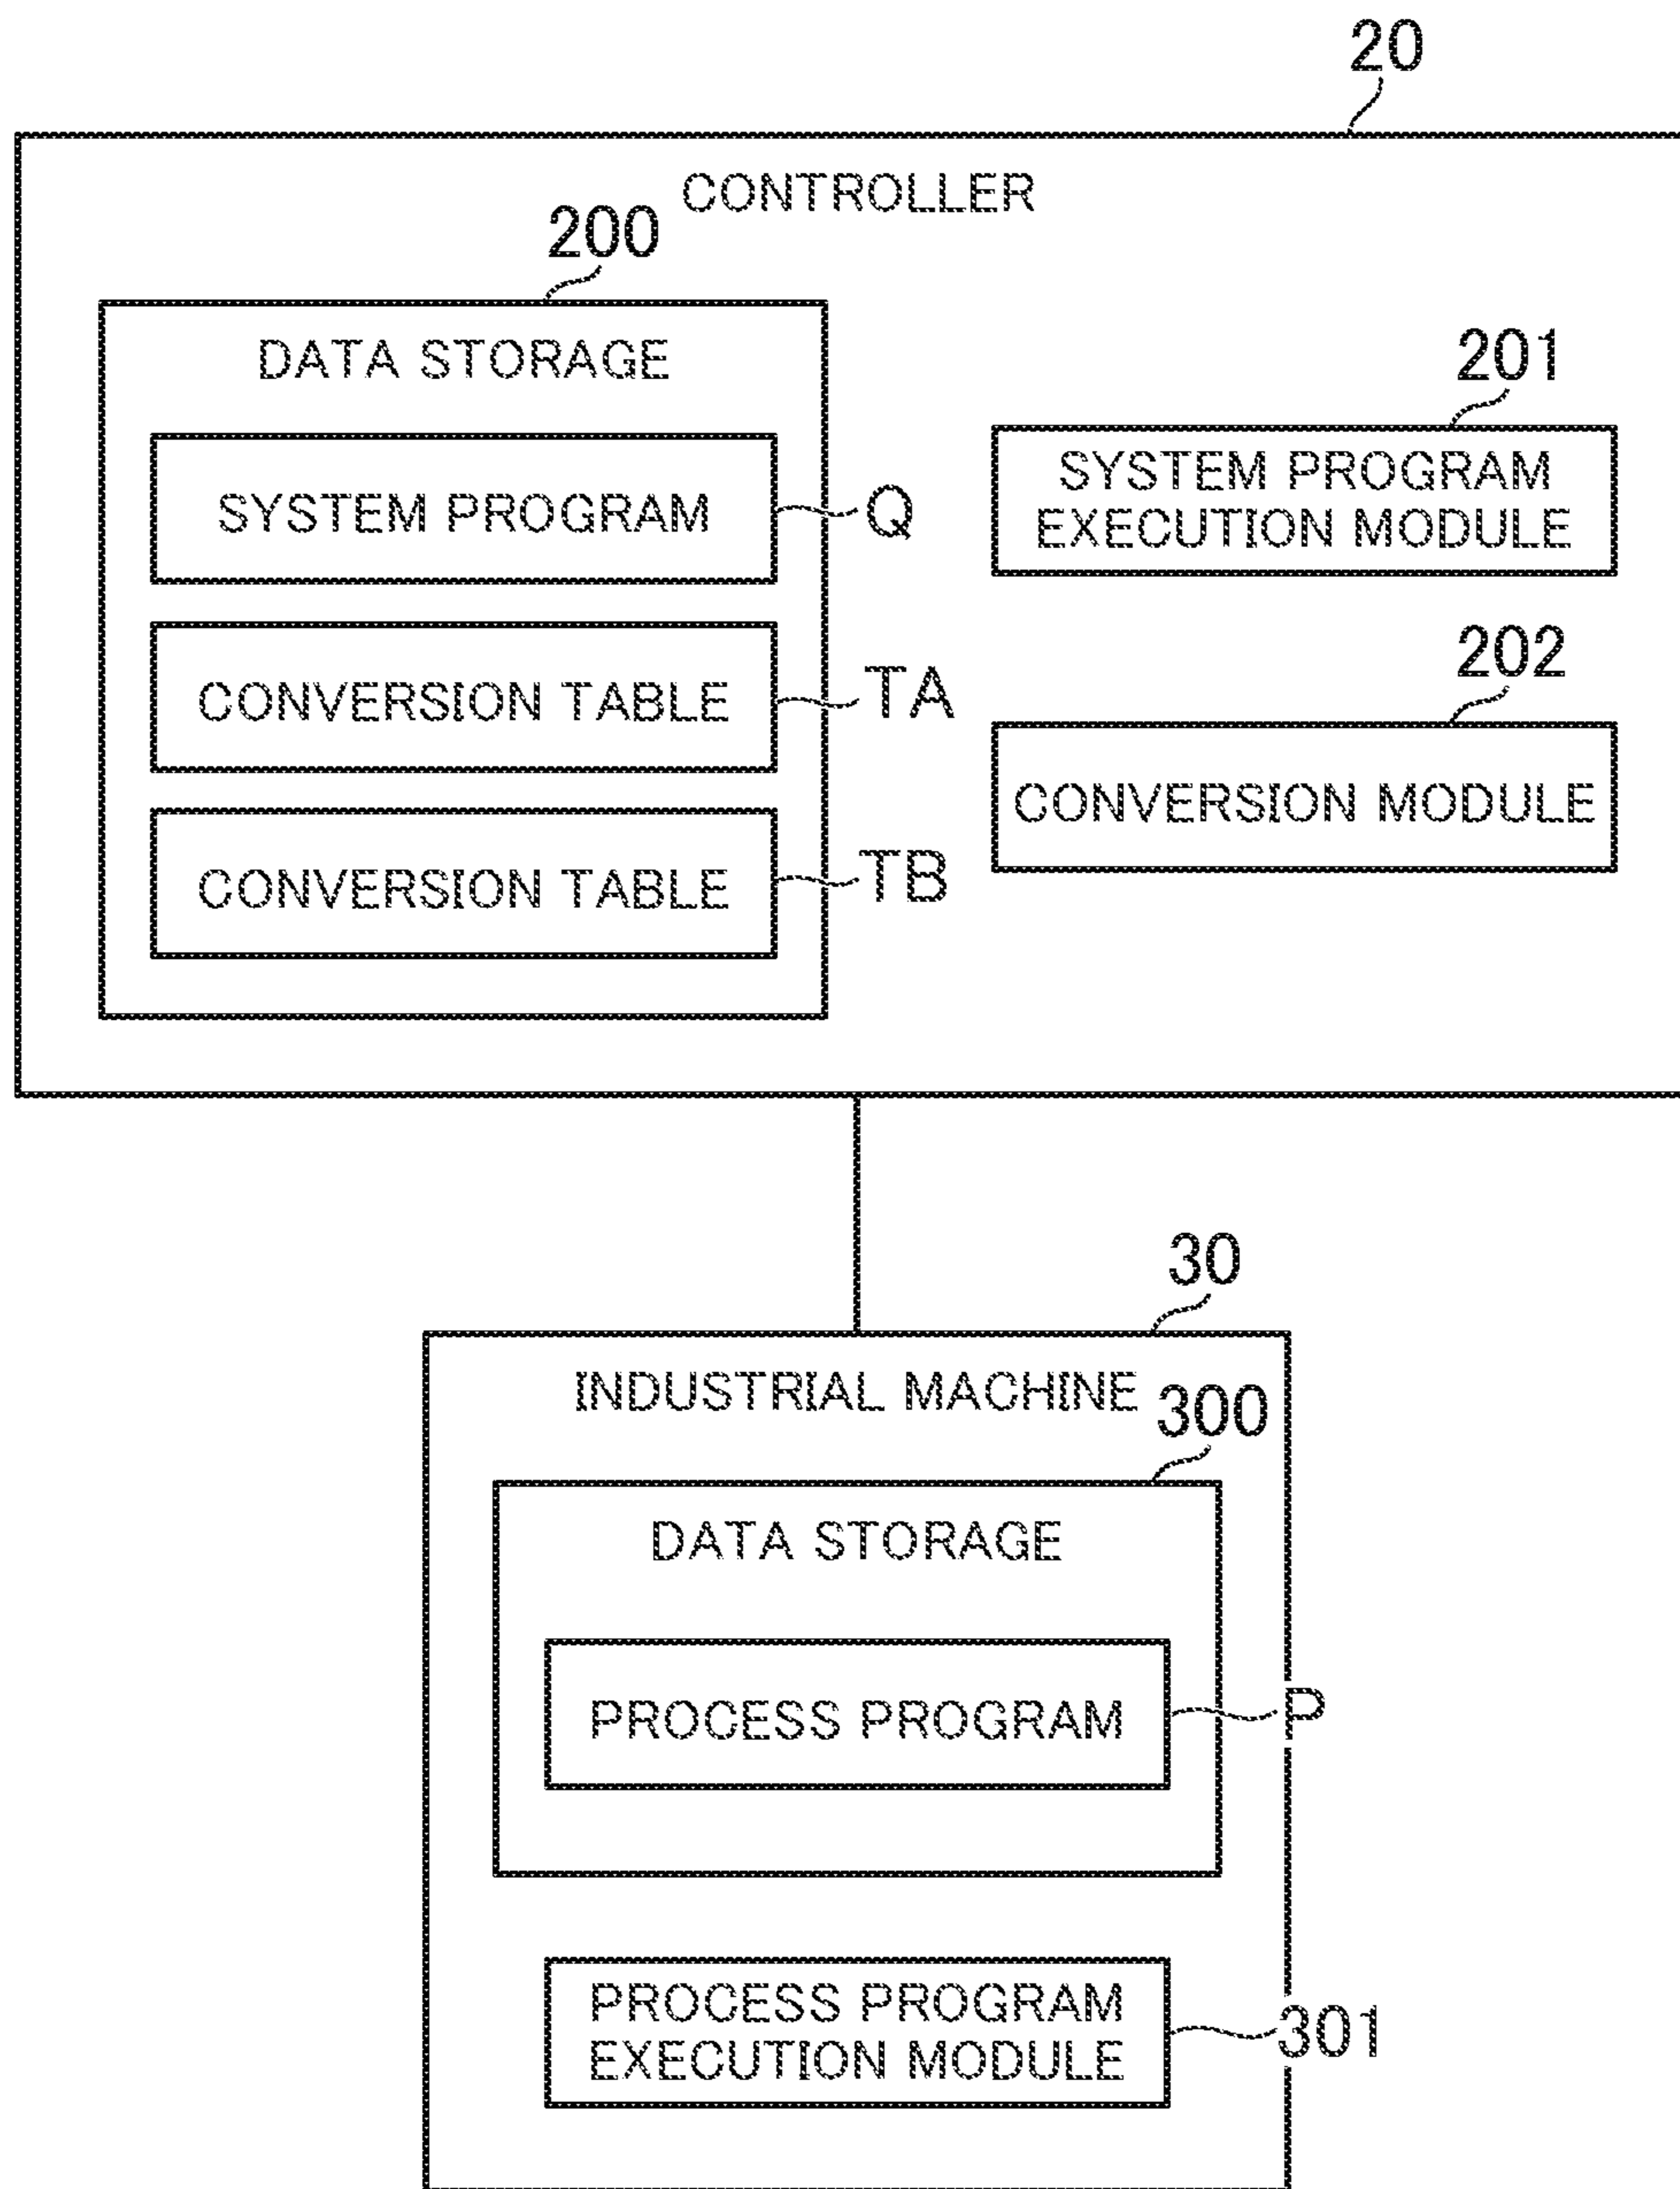 20
CONTROLLER
200
DATA STORAGE
SYSTEM PROGRAM
Q
CONVERSION TABLE
TA
CONVERSION TABLE
TB
201
SYSTEM PROGRAM
EXECUTION MODULE
202
CONVERSION MODULE
30
INDUSTRIAL MACHINE
300
DATA STORAGE
PROCESS PROGRAM
P
PROCESS PROGRAM
EXECUTION MODULE
301